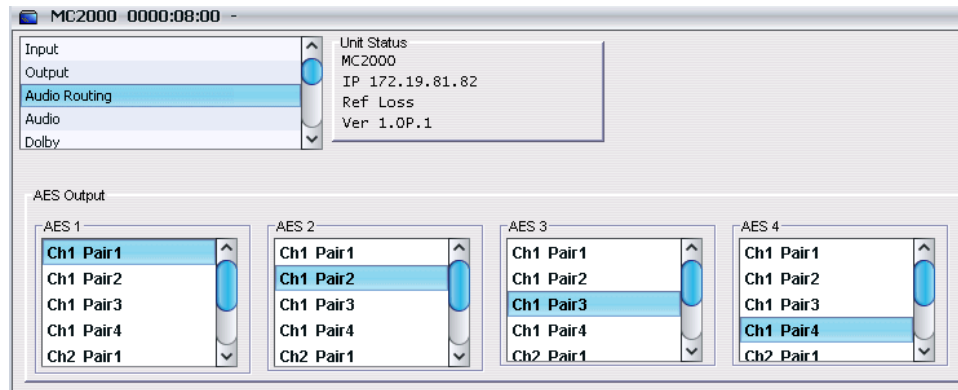 MC2000 0000:08:00 -
Input
Output
Audio Routing
Audio
Dolby
Unit Status
MC2000
IP 172.19.81.82
Ref Loss
Ver 1.0P.1
AES Output
AES 1
Ch1 Pair1
Ch1 Pair2
Ch1 Pair3
Ch1 Pair4
Ch2 Pair1
AES 2
Ch1 Pair1
Ch1 Pair2
Ch1 Pair3
Ch1 Pair4
Ch2 Pair1
AES 3
Ch1 Pair1
Ch1 Pair2
Ch1 Pair3
Ch1 Pair4
Ch2 Pair1
AES 4
Ch1 Pair1
Ch1 Pair2
Ch1 Pair3
Ch1 Pair4
Ch2 Pair1